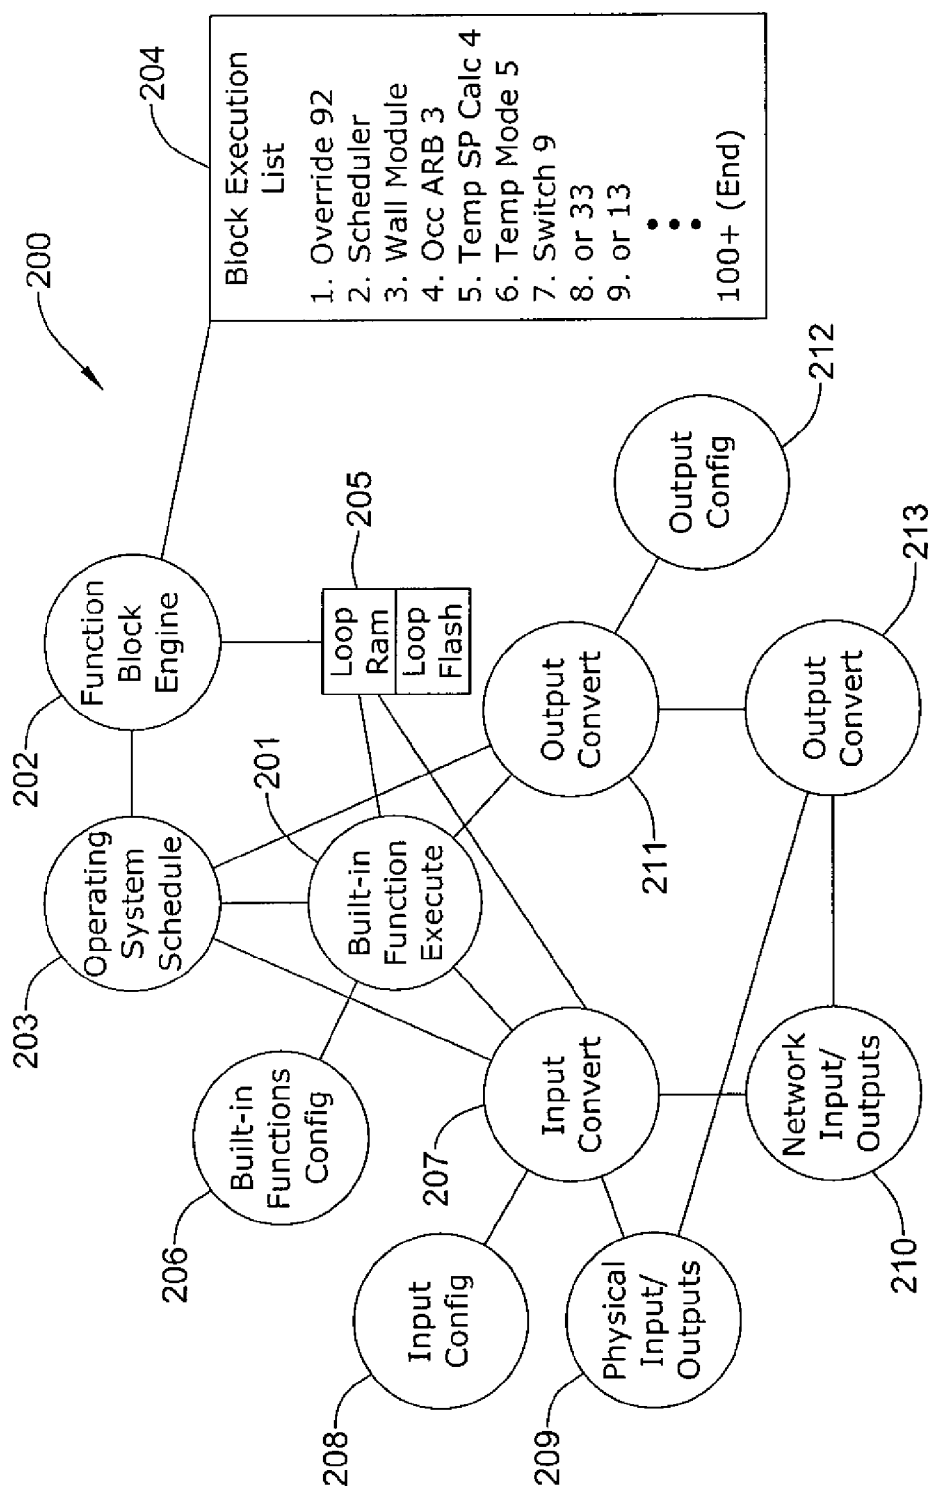 200
204
Block Execution
List
1. Override 92
2. Scheduler
3. Wall Module
4. Occ ARB 3
5. Temp SP Calc 4
6. Temp Mode 5
7. Switch 9
8. or 33
9. or 13
100+ (End)
202
Function
Block
Engine
203
Operating
System
Schedule
205
Loop
Ram
Loop
Flash
201
Built-in
Function
Execute
206
Built-in
Functions
Config
207
Input
Convert
208
Input
Config
209
Physical
Input/
Outputs
210
Network
Input/
Outputs
211
Output
Convert
212
Output
Config
213
Output
Convert